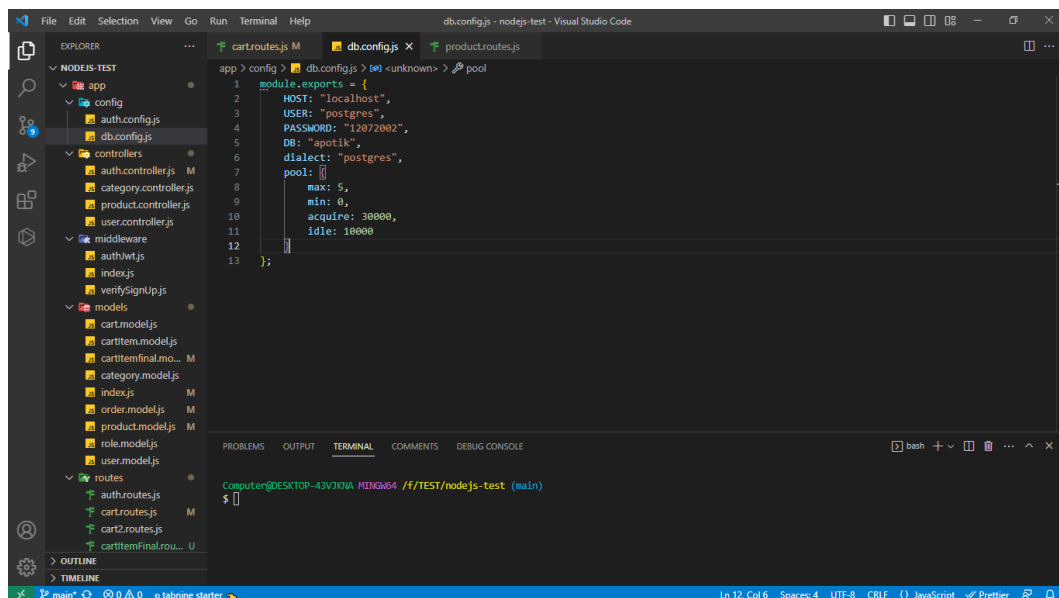 File Edit Selection View Go Run Terminal Help db.config.js - nodejs-test - Visual Studio Code
EXPLORER
NODEJS-TEST
app
config
auth.config.js
db.config.js
controllers
auth.controller.js M
category.controller.js
product.controller.js
user.controller.js
middleware
authJwt.js
index.js
verifySignUp.js
models
cart.model.js
cartItem.model.js
cartItemfinal.mo... M
category.model.js
index.js M
order.model.js M
product.model.js M
role.model.js
user.model.js
routes
auth.routes.js
cart.routes.js M
cart2.routes.js
cartItemFinal.rou... U
OUTLINE
TIMELINE
9
cart.routes.js M db.config.js product.routes.js
app > config > db.config.js > <unknown> > pool
1 module.exports = {
2 HOST: "localhost",
3 USER: "postgres",
4 PASSWORD: "12072002",
5 DB: "apotik",
6 dialect: "postgres",
7 pool: {
8 max: 5,
9 min: 0,
10 acquire: 30000,
11 idle: 10000
12 }
13 };
PROBLEMS OUTPUT TERMINAL COMMENTS DEBUG CONSOLE bash
Computer@DESKTOP-43VJKNA MINGW64 /f/TEST/nodejs-test (main)
$
main* 0 0 tabnine starter Ln 12, Col 6 Spaces: 4 UTF-8 CRLF {} JavaScript Prettier